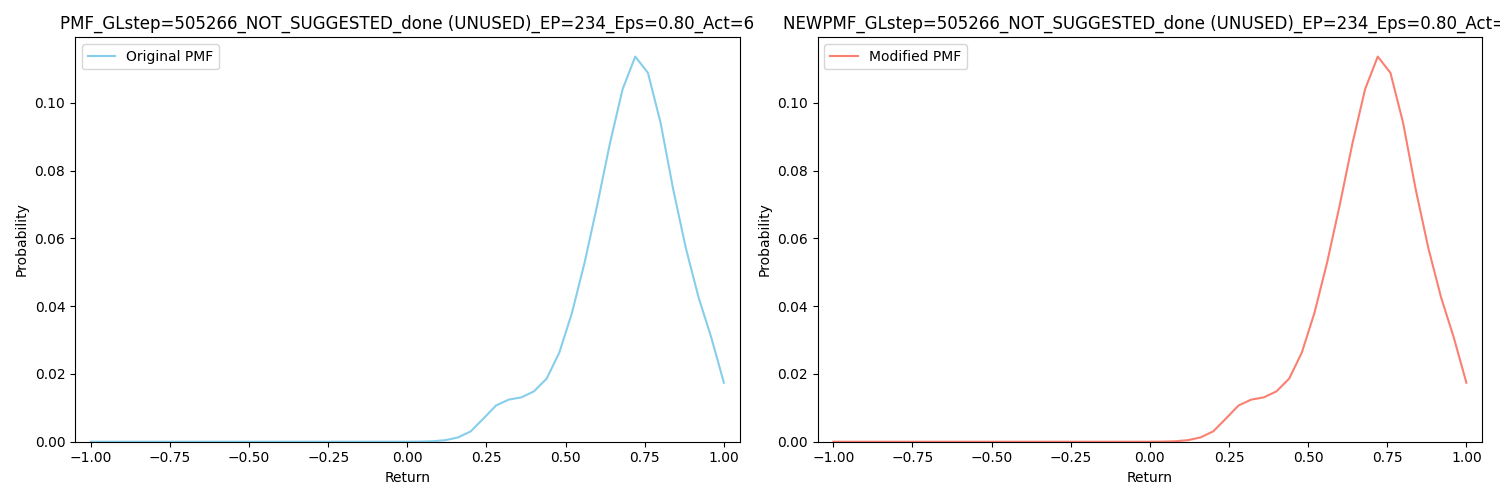 PMF_GLstep=505266_NOT_SUGGESTED_done (UNUSED)_EP=234_Eps=0.80_Act=6
Original PMF
Probability
0.10
0.08
0.06
0.04
0.02
0.00
−1.00 −0.75 −0.50 −0.25 0.00 0.25 0.50 0.75 1.00
Return
NEWPMF_GLstep=505266_NOT_SUGGESTED_done (UNUSED)_EP=234_Eps=0.80_Act=
Modified PMF
Probability
0.10
0.08
0.06
0.04
0.02
0.00
−1.00 −0.75 −0.50 −0.25 0.00 0.25 0.50 0.75 1.00
Return